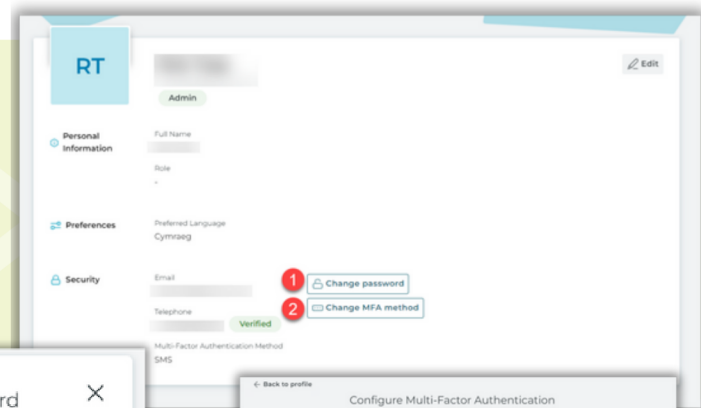 RT
Edit
Admin
Personal Information
Full Name
Role
-
Preferences
Preferred Language
Cymraeg
Security
Email
1 Change password
Telephone
2 Change MFA method
Verified
Multi-Factor Authentication Method
SMS
← Back to profile
Configure Multi-Factor Authentication